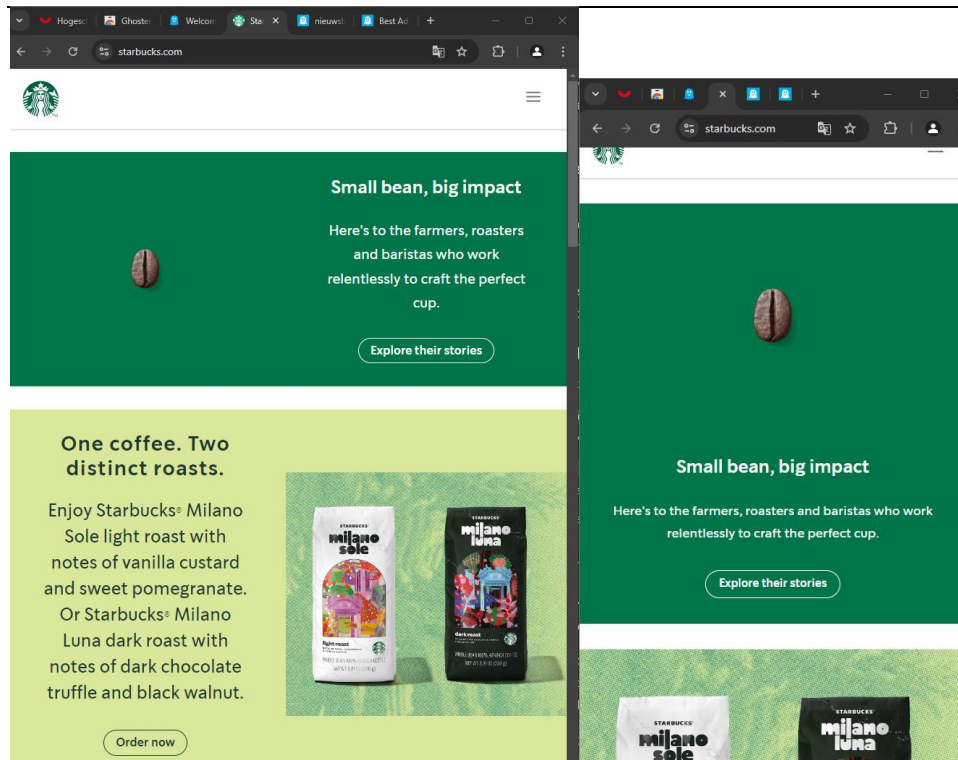 Hogesc
Ghoster
Welcom
Sta
nieuwsb
Best Ad
starbucks.com
Small bean, big impact
Here's to the farmers, roasters
and baristas who work
relentlessly to craft the perfect
cup.
Explore their stories
One coffee. Two
distinct roasts.
Enjoy Starbucks® Milano
Sole light roast with
notes of vanilla custard
and sweet pomegranate.
Or Starbucks® Milano
Luna dark roast with
notes of dark chocolate
truffle and black walnut.
Order now
STARBUCKS
milano
sole
light roast
STARBUCKS
milano
luna
dark roast
starbucks.com
Small bean, big impact
Here's to the farmers, roasters and baristas who work
relentlessly to craft the perfect cup.
Explore their stories
STARBUCKS
milano
sole
STARBUCKS
milano
luna